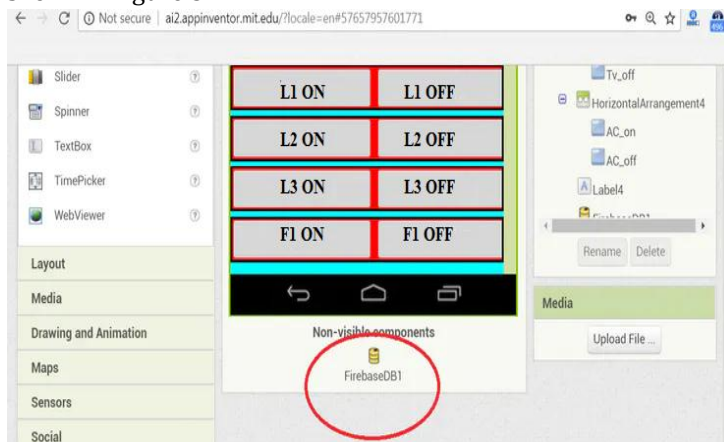 Not secure | ai2.appinventor.mit.edu/?locale=en#57657957601771
Slider
Spinner
TextBox
TimePicker
WebViewer
Layout
Media
Drawing and Animation
Maps
Sensors
Social
L1 ON L1 OFF
L2 ON L2 OFF
L3 ON L3 OFF
F1 ON F1 OFF
Non-visible components
FirebaseDB1
Tv_off
HorizontalArrangement4
AC_on
AC_off
Label4
Rename Delete
Media
Upload File ...